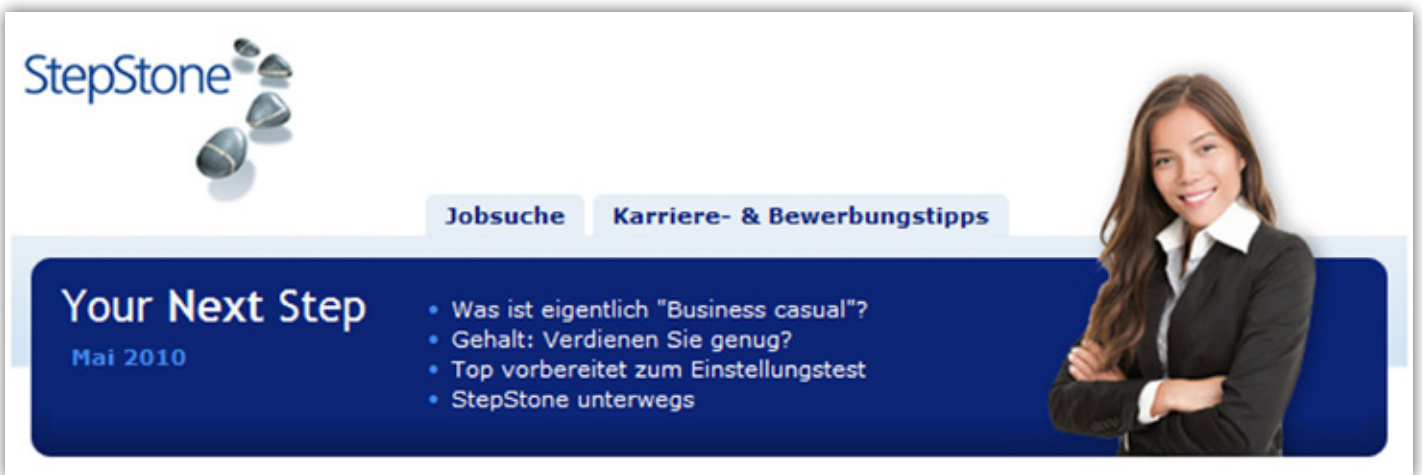 StepStone
Jobsuche
Karriere- & Bewerbungstipps
Your Next Step
Mai 2010
• Was ist eigentlich "Business casual"?
• Gehalt: Verdienen Sie genug?
• Top vorbereitet zum Einstellungstest
• StepStone unterwegs